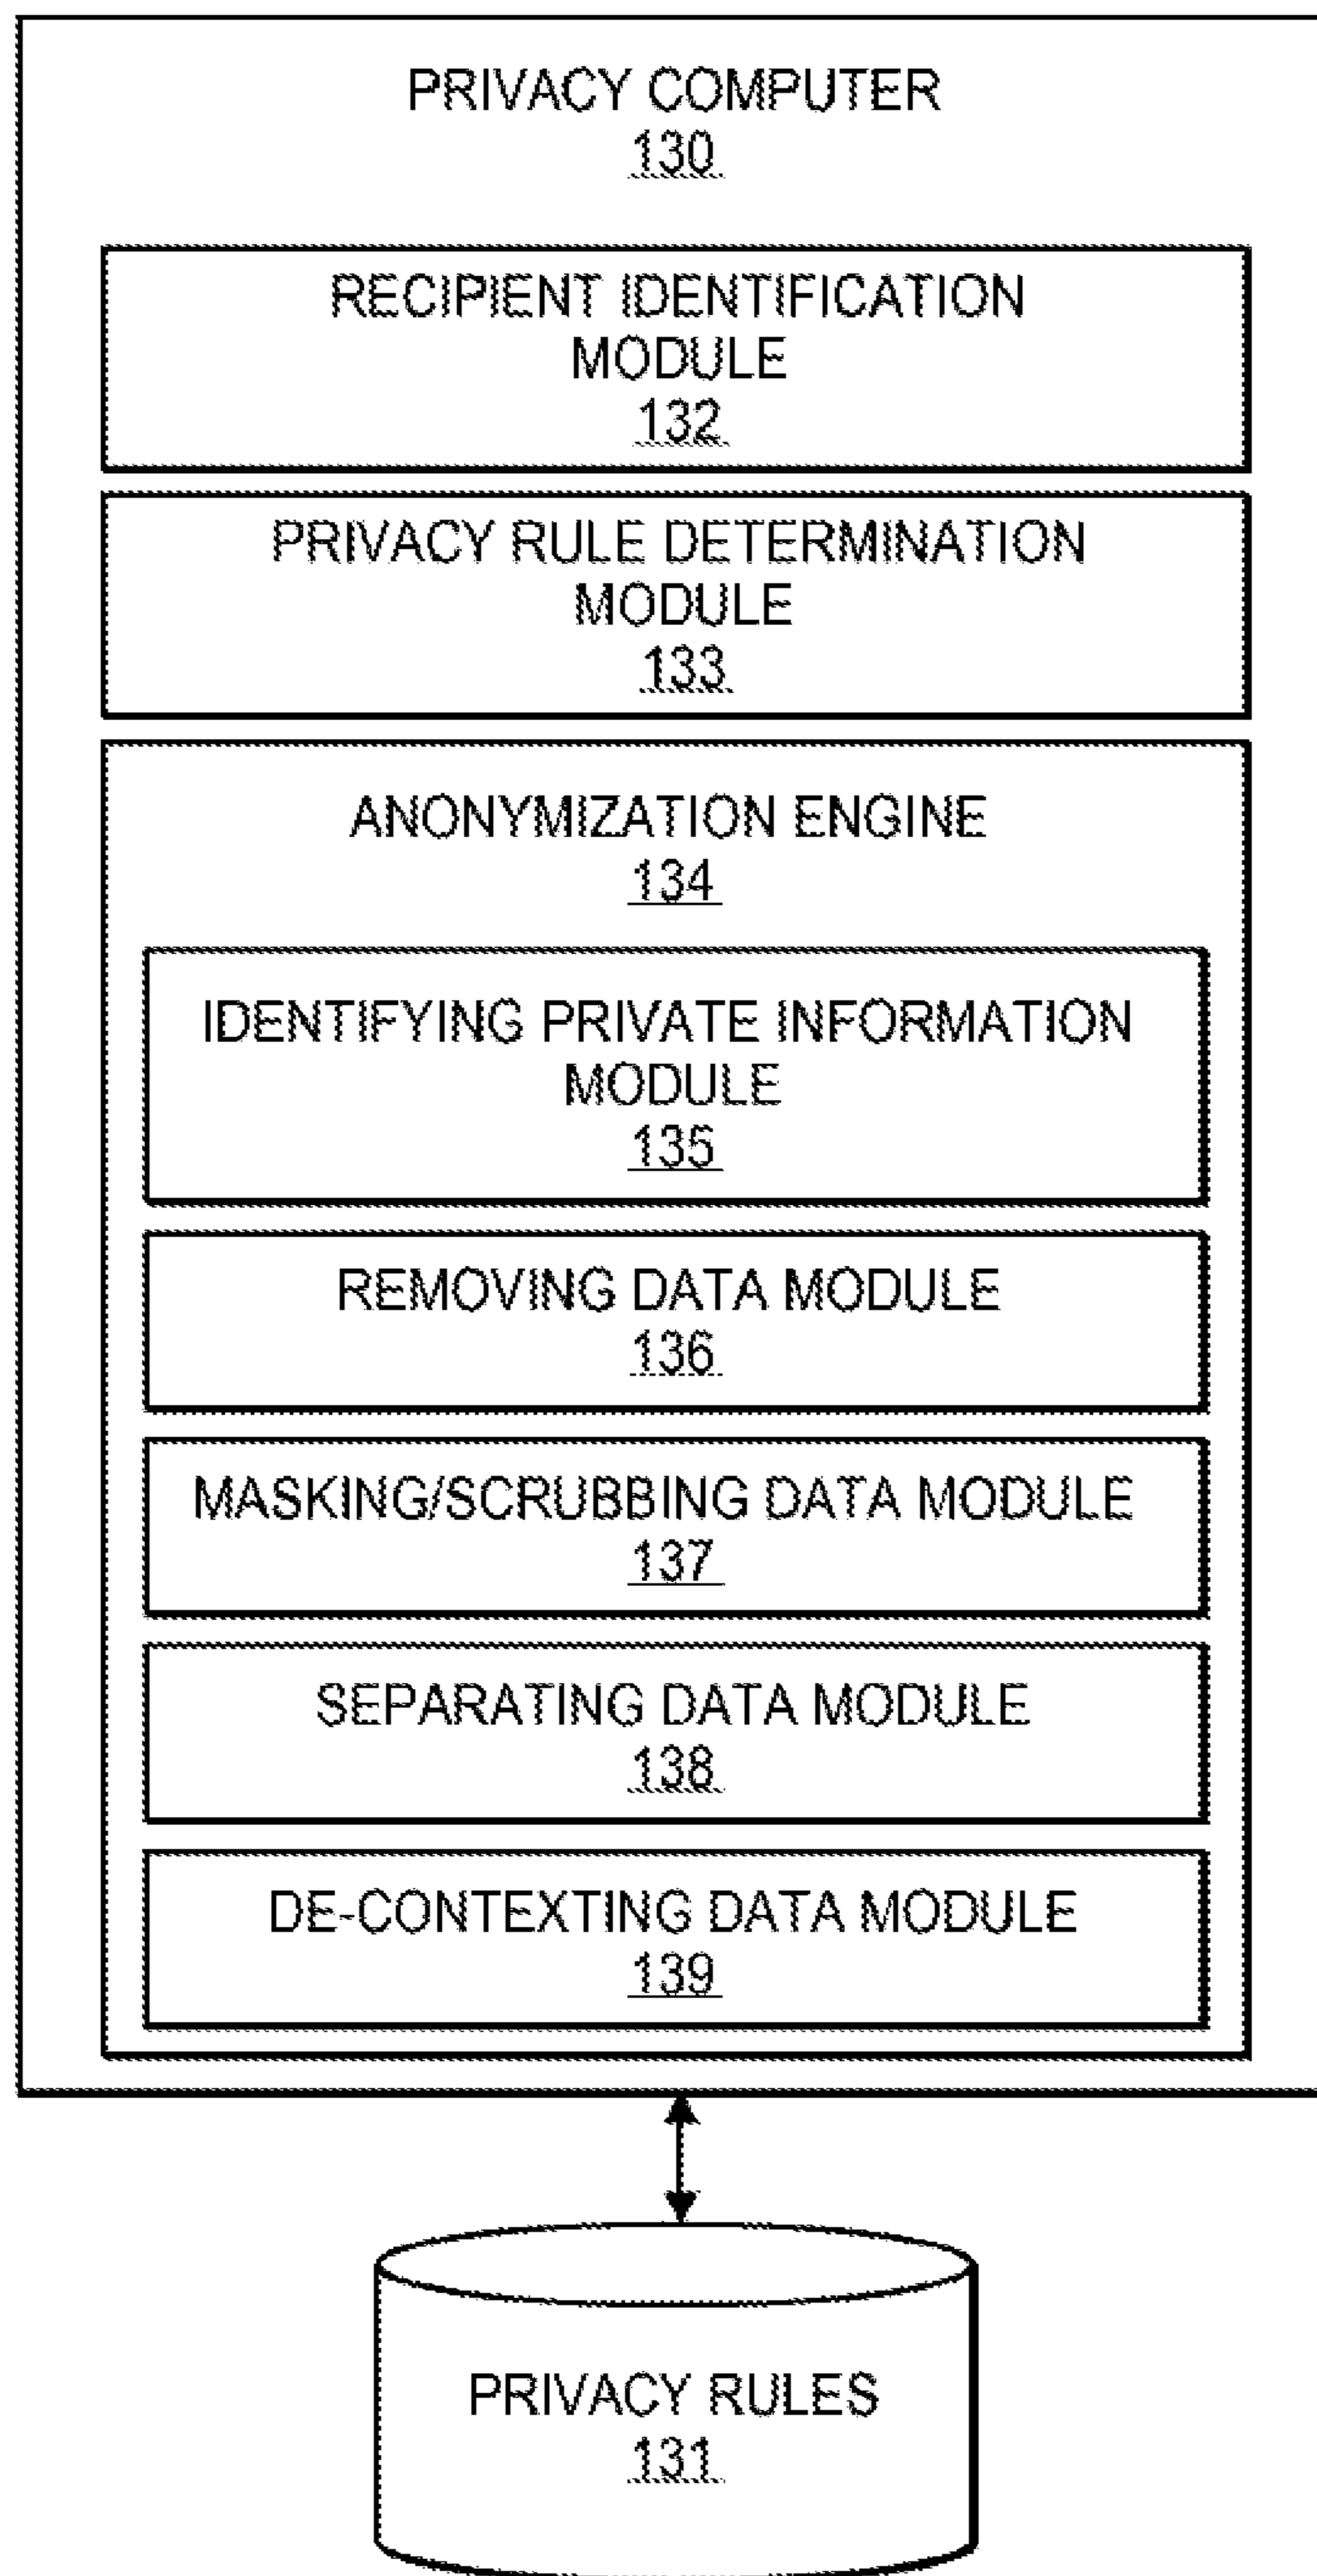 PRIVACY COMPUTER
130
RECIPIENT IDENTIFICATION
MODULE
132
PRIVACY RULE DETERMINATION
MODULE
133
ANONYMIZATION ENGINE
134
IDENTIFYING PRIVATE INFORMATION
MODULE
135
REMOVING DATA MODULE
136
MASKING/SCRUBBING DATA MODULE
137
SEPARATING DATA MODULE
138
DE-CONTEXTING DATA MODULE
139
PRIVACY RULES
131